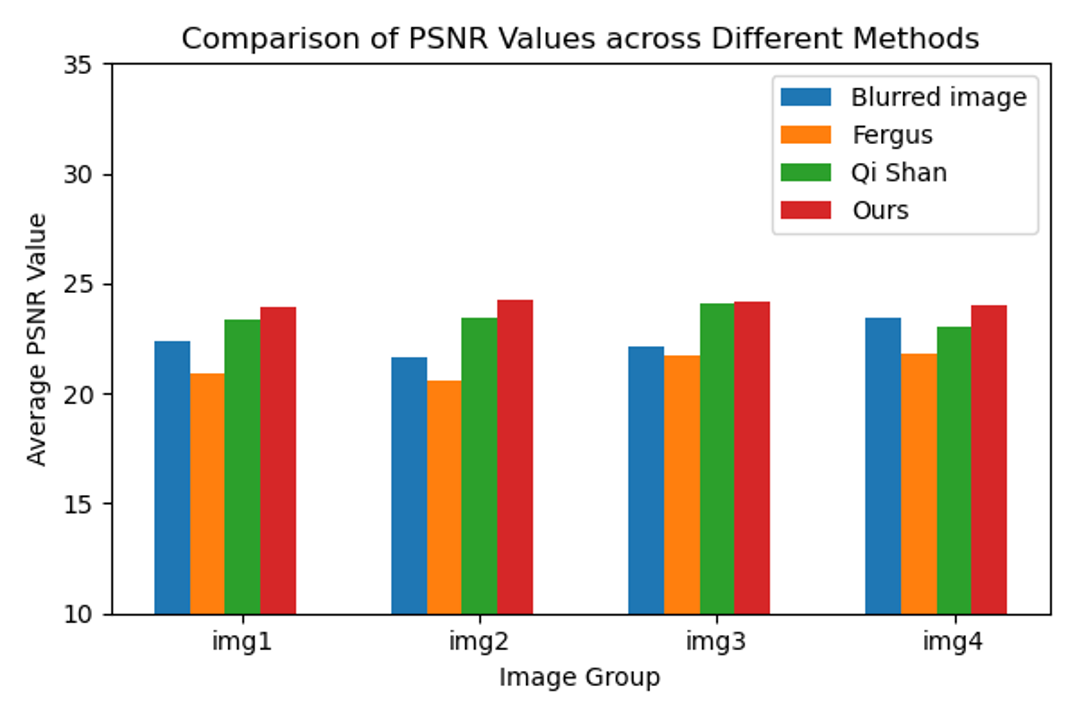 Comparison of PSNR Values across Different Methods
35
30
25
20
15
10
Average PSNR Value
Blurred image
Fergus
Qi Shan
Ours
img1 img2 img3 img4
Image Group